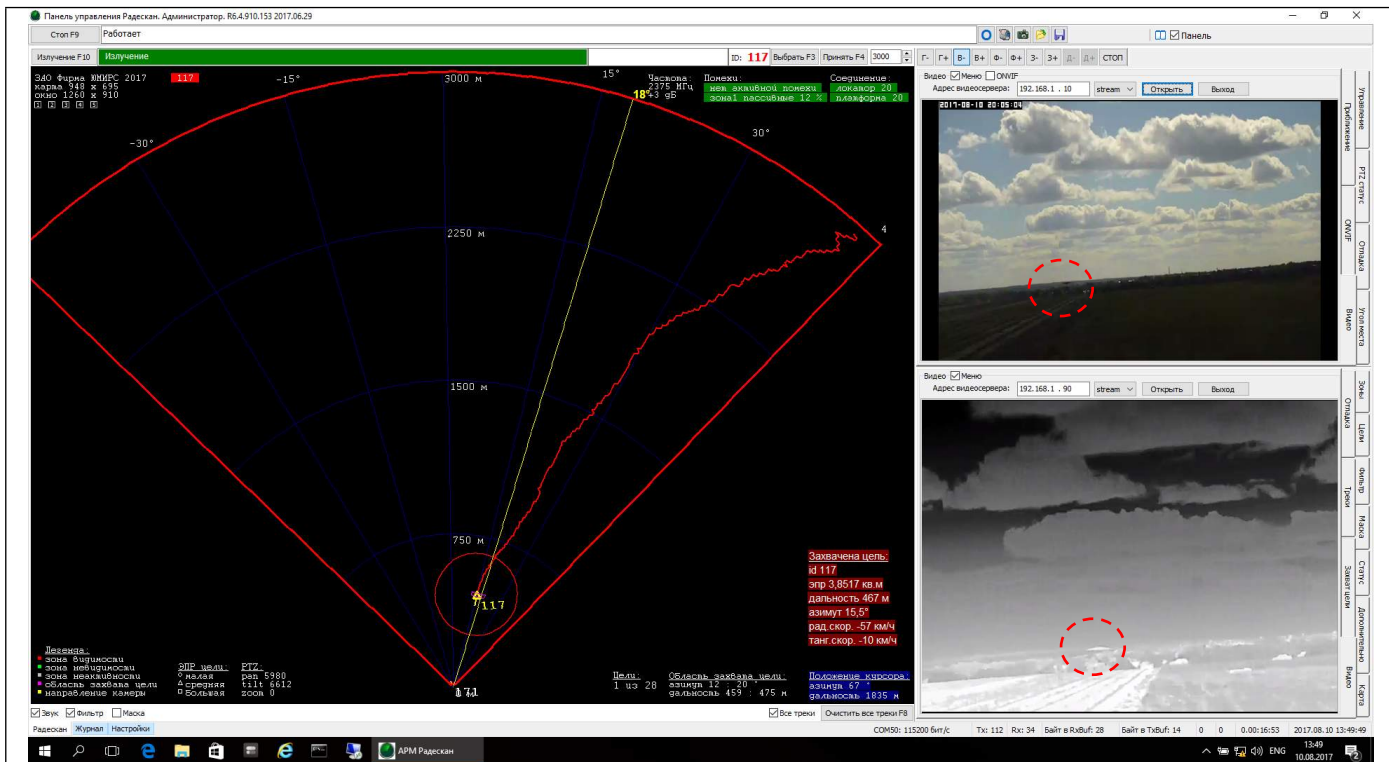 Панель управления Радескан. Администратор. R6.4.910.153 2017.06.29
Стоп F9 Работает Панель
Излучение F10 Излучение ID: 117 Выбрать F3 Принять F4 3000 Г- Г+ В- В+ Ф- Ф+ З- З+ Д- Д+ СТОП
ЗАО Фирма ЮМИРС 2017 117
карта 948 x 695
окно 1260 x 910
1 2 3 4 5
-30°
-15°
3000 м
15°
18°
30°
4
2250 м
1500 м
750 м
117
171
Частота:
2375 МГц
+3 дБ
Помехи:
нет активной помехи
зона1 пассивные 12 %
Соединение:
локатор 20
платформа 20
Захвачена цель:
id 117
эпр 3,8517 кв.м
дальность 467 м
азимут 15,5°
рад.скор. -57 км/ч
танг.скор. -10 км/ч
Легенда:
зона видимости
зона невидимости
зона неактивности
область захвата цели
направление камеры
ЭПР цели:
малая
средняя
большая
PTZ:
pan 5980
tilt 6612
zoom 0
Цели:
1 из 28
Область захвата цели:
азимут 12 : 20 °
дальность 459 : 475 м
Положение курсора:
азимут 67 °
дальность 1835 м
Звук Фильтр Маска Все треки Очистить все треки F8
Радескан Журнал Настройки
Видео Меню ONVIF
Адрес видеосервера: 192.168.1 . 10 stream Открыть Выход
2017-08-10 20:05:04
Управление
Приближение
PTZ статус
ONVIF
Отладка
Видео
Угол места
Видео Меню
Адрес видеосервера: 192.168.1 . 90 stream Открыть Выход
Зоны
Отладка
Цели
Фильтр
Треки
Маска
Статус
Захват цели
Дополнительно
Видео
Карта
COM50: 115200 бит/с Tx: 112 Rx: 34 Байт в RxBuf: 28 Байт в TxBuf: 14 0 0 0.00:16:53 2017.08.10 13:49:49
АРМ Радескан ENG 13:49
10.08.2017
2